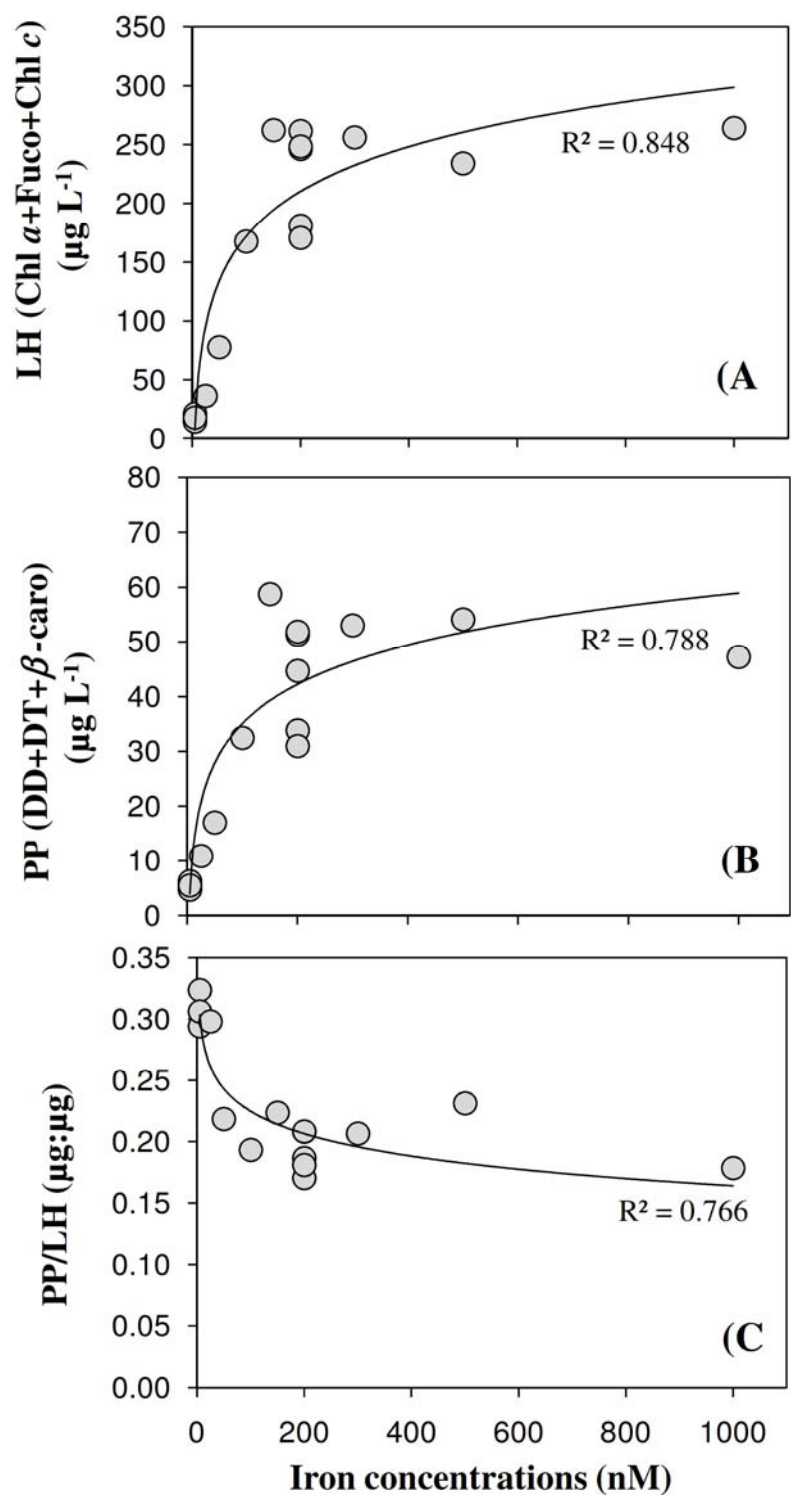 350
300
250
200
150
100
50
0
LH (Chl a+Fuco+Chl c)
(µg L-1)
R² = 0.848
(A
80
70
60
50
40
30
20
10
0
PP (DD+DT+β-caro)
(µg L-1)
R² = 0.788
(B
0.35
0.30
0.25
0.20
0.15
0.10
0.05
0.00
PP/LH (µg:µg)
R² = 0.766
(C
0 200 400 600 800 1000
Iron concentrations (nM)